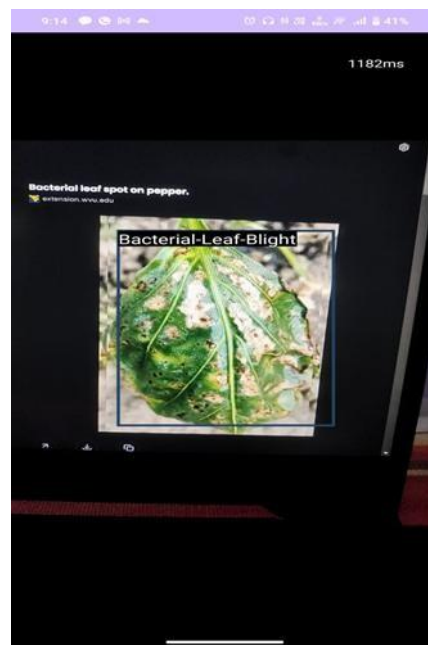 9:14 41%
1182ms
Bacterial leaf spot on pepper.
extension.wvu.edu
Bacterial-Leaf-Blight